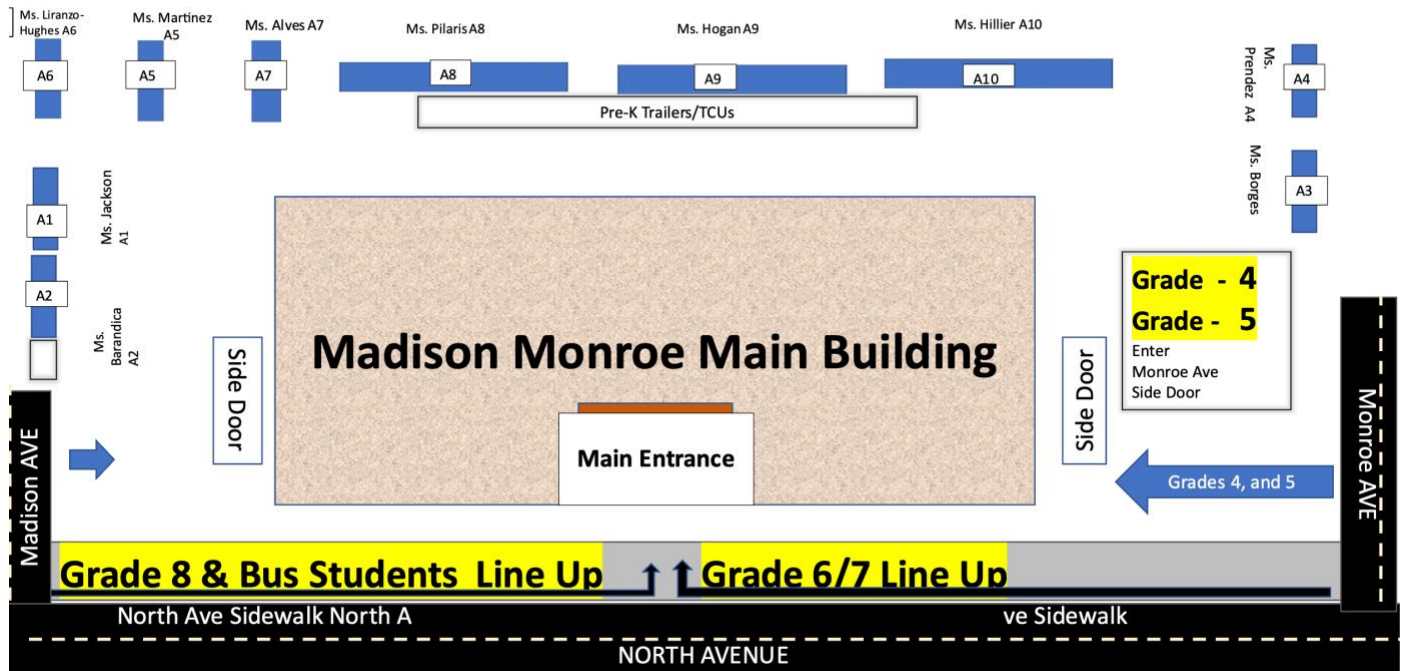 Ms. Liranzo-
Hughes A6
Ms. Martinez
A5
Ms. Alves A7
Ms. Pilaris A8
Ms. Hogan A9
Ms. Hillier A10
A6
A5
A7
A8
A9
A10
Pre-K Trailers/TCUs
Ms.
Prendez A4
A4
Ms. Borges
A3
A1
Ms. Jackson
A1
A2
Ms.
Barandica
A2
Grade - 4
Grade - 5
Enter
Monroe Ave
Side Door
Side Door
Madison Monroe Main Building
Side Door
Main Entrance
Madison AVE
Monroe AVE
Grades 4, and 5
Grade 8 & Bus Students Line Up
Grade 6/7 Line Up
North Ave Sidewalk North A
ve Sidewalk
NORTH AVENUE